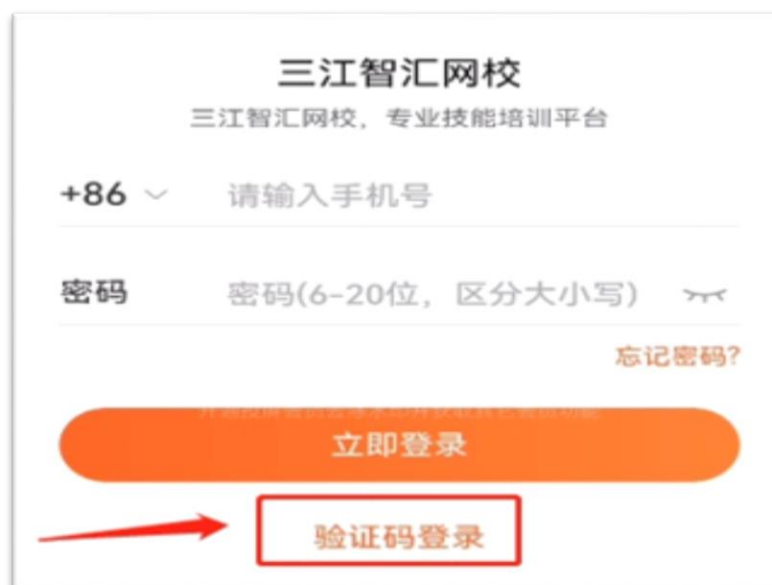 三江智汇网校
三江智汇网校，专业技能培训平台
+86 请输入手机号
密码 密码(6-20位，区分大小写)
忘记密码?
立即登录
验证码登录